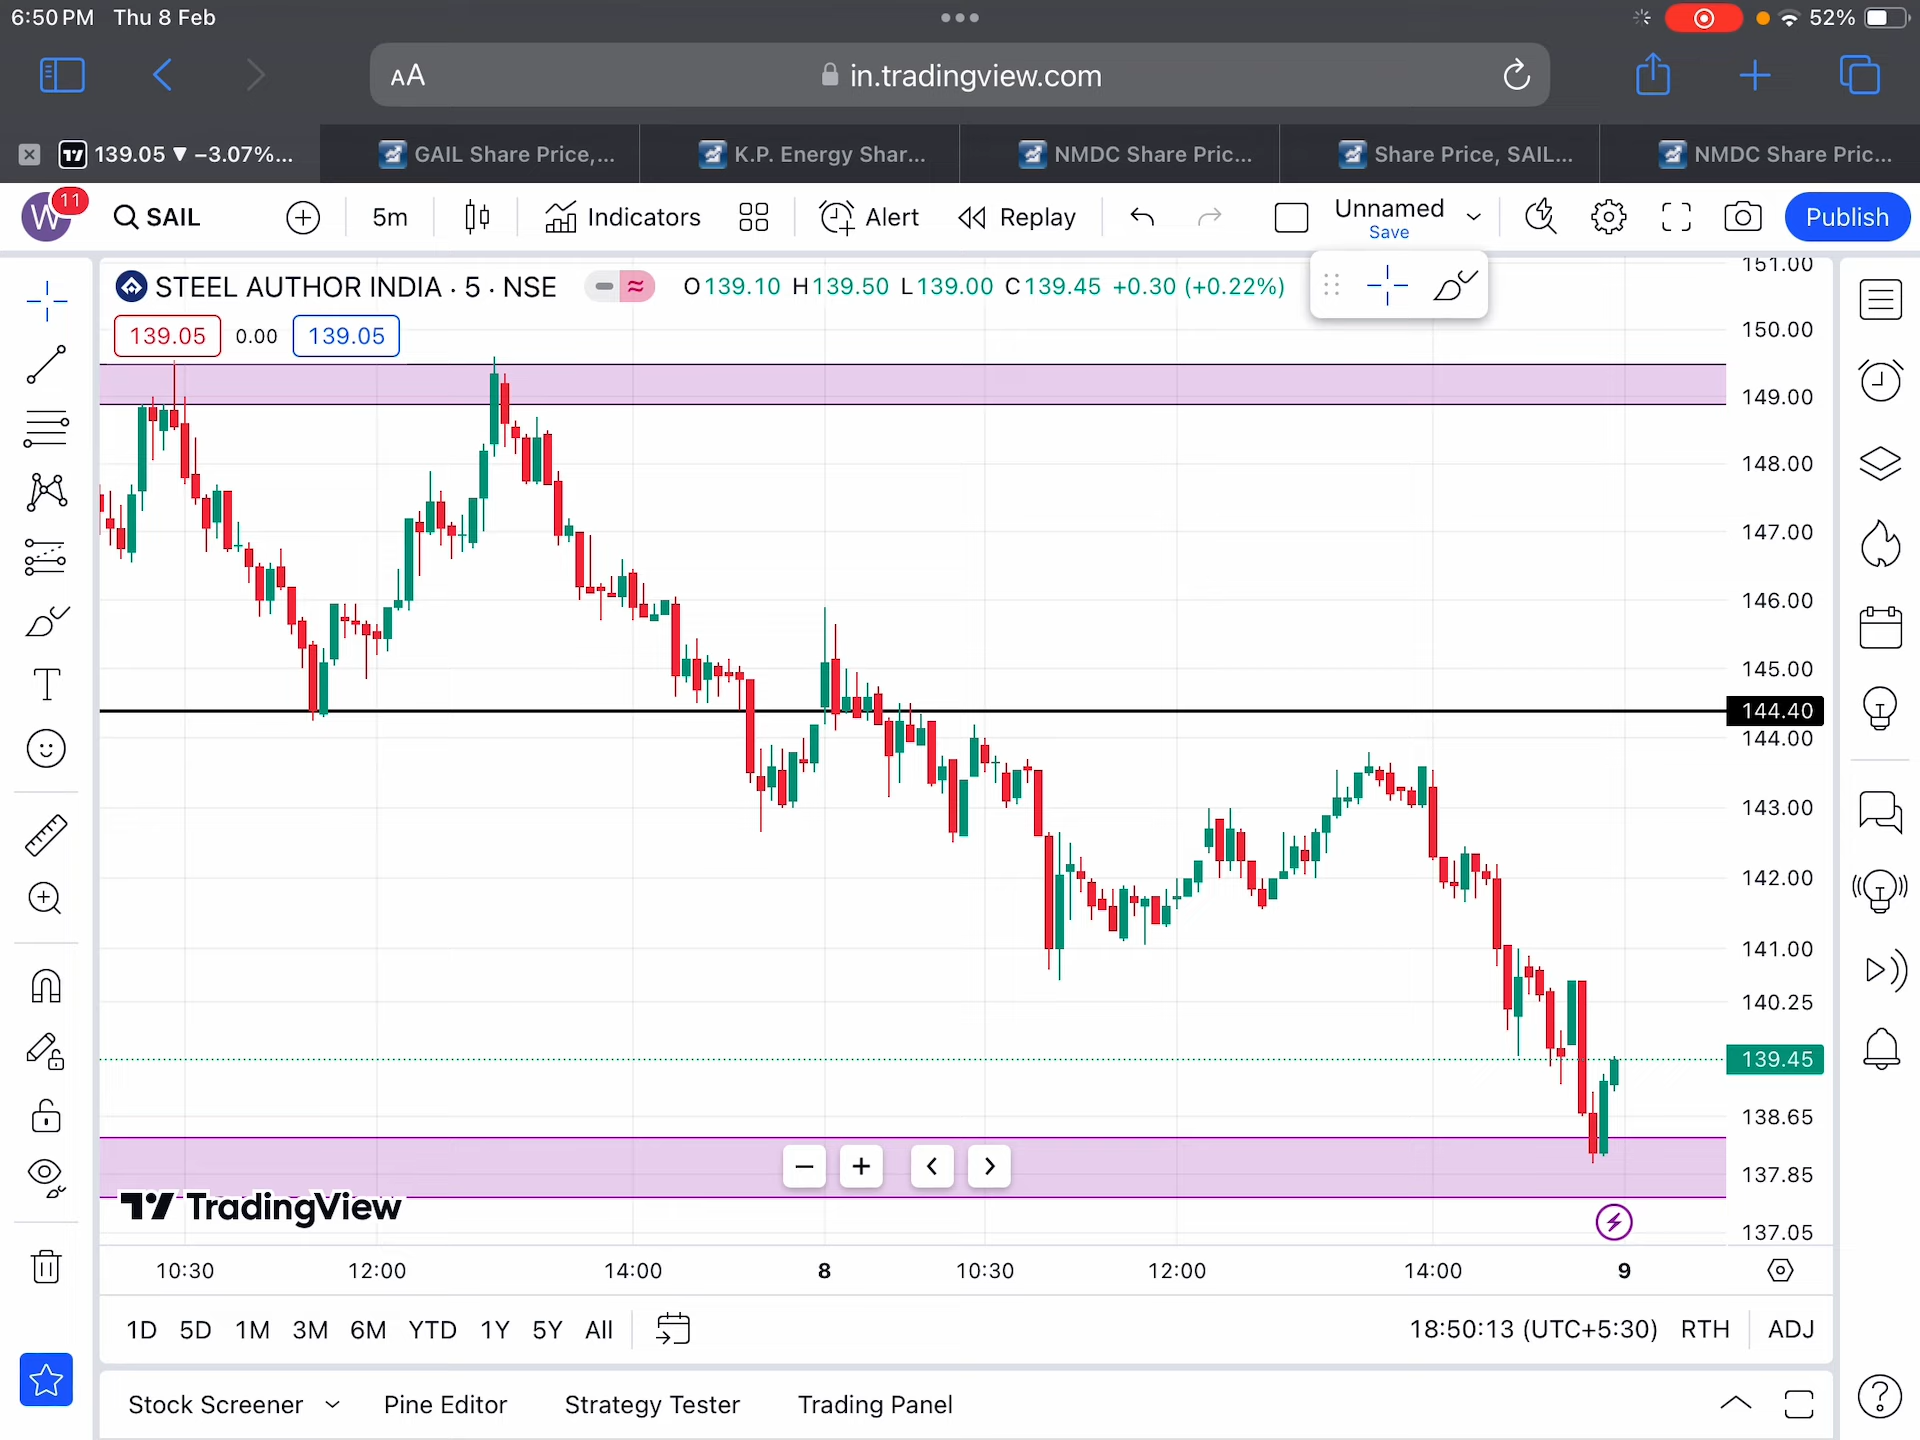 6:50 PM Thu 8 Feb
52%
AA
in.tradingview.com
139.05 ▼ −3.07%...
GAIL Share Price,...
K.P. Energy Shar...
NMDC Share Pric...
Share Price, SAIL...
NMDC Share Pric...
W
11
SAIL
5m
Indicators
Alert
Replay
Unnamed
Save
Publish
STEEL AUTHOR INDIA · 5 · NSE
O139.10 H139.50 L139.00 C139.45 +0.30 (+0.22%)
139.05 0.00 139.05
151.00
150.00
149.00
148.00
147.00
146.00
145.00
144.40
144.00
143.00
142.00
141.00
140.25
139.45
138.65
137.85
137.05
TradingView
10:30 12:00 14:00 8 10:30 12:00 14:00 9
1D 5D 1M 3M 6M YTD 1Y 5Y All
18:50:13 (UTC+5:30) RTH ADJ
Stock Screener Pine Editor Strategy Tester Trading Panel